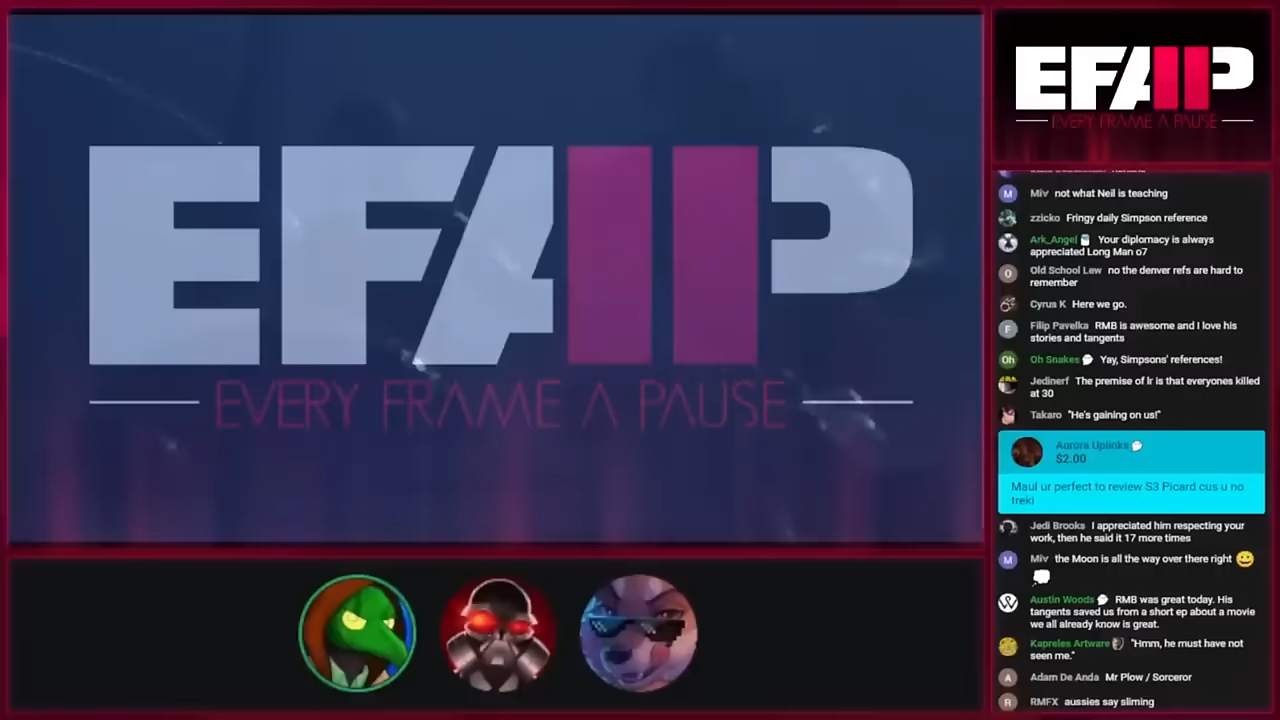 EFAP
EVERY FRAME A PAUSE
EFAP
EVERY FRAME A PAUSE
M Miv not what Neil is teaching
zzicko Fringy daily Simpson reference
Ark_Angel Your diplomacy is always
appreciated Long Man o7
O Old School Lew no the denver refs are hard to
remember
Cyrus K Here we go.
F Filip Pavelka RMB is awesome and I love his
stories and tangents
Oh Oh Snakes Yay, Simpsons' references!
Jedinerf The premise of lr is that everyones killed
at 30
Takaro "He's gaining on us!"
Aurora Uplinks
$2.00
Maul ur perfect to review S3 Picard cus u no
treki
Jedi Brooks I appreciated him respecting your
work, then he said it 17 more times
M Miv the Moon is all the way over there right 😀
💭
W Austin Woods RMB was great today. His
tangents saved us from a short ep about a movie
we all already know is great.
Kapreles Artware "Hmm, he must have not
seen me."
A Adam De Anda Mr Plow / Sorceror
R RMFX aussies say sliming